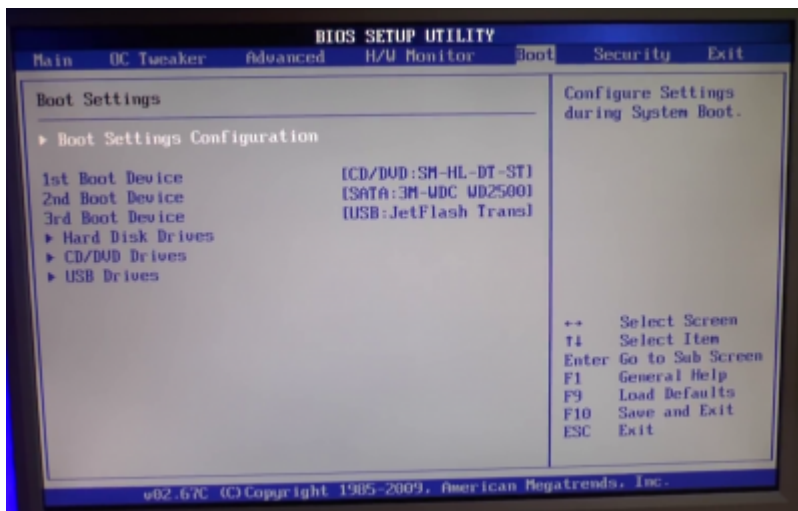 BIOS SETUP UTILITY
Main OC Tweaker Advanced H/W Monitor Boot Security Exit
Boot Settings
▶ Boot Settings Configuration
1st Boot Device [CD/DVD:SM-HL-DT-ST]
2nd Boot Device [SATA:3M-WDC WD2500]
3rd Boot Device [USB:JetFlash Trans]
▶ Hard Disk Drives
▶ CD/DVD Drives
▶ USB Drives
Configure Settings
during System Boot.
↔ Select Screen
↑↓ Select Item
Enter Go to Sub Screen
F1 General Help
F9 Load Defaults
F10 Save and Exit
ESC Exit
v02.67C (C)Copyright 1985-2009, American Megatrends, Inc.